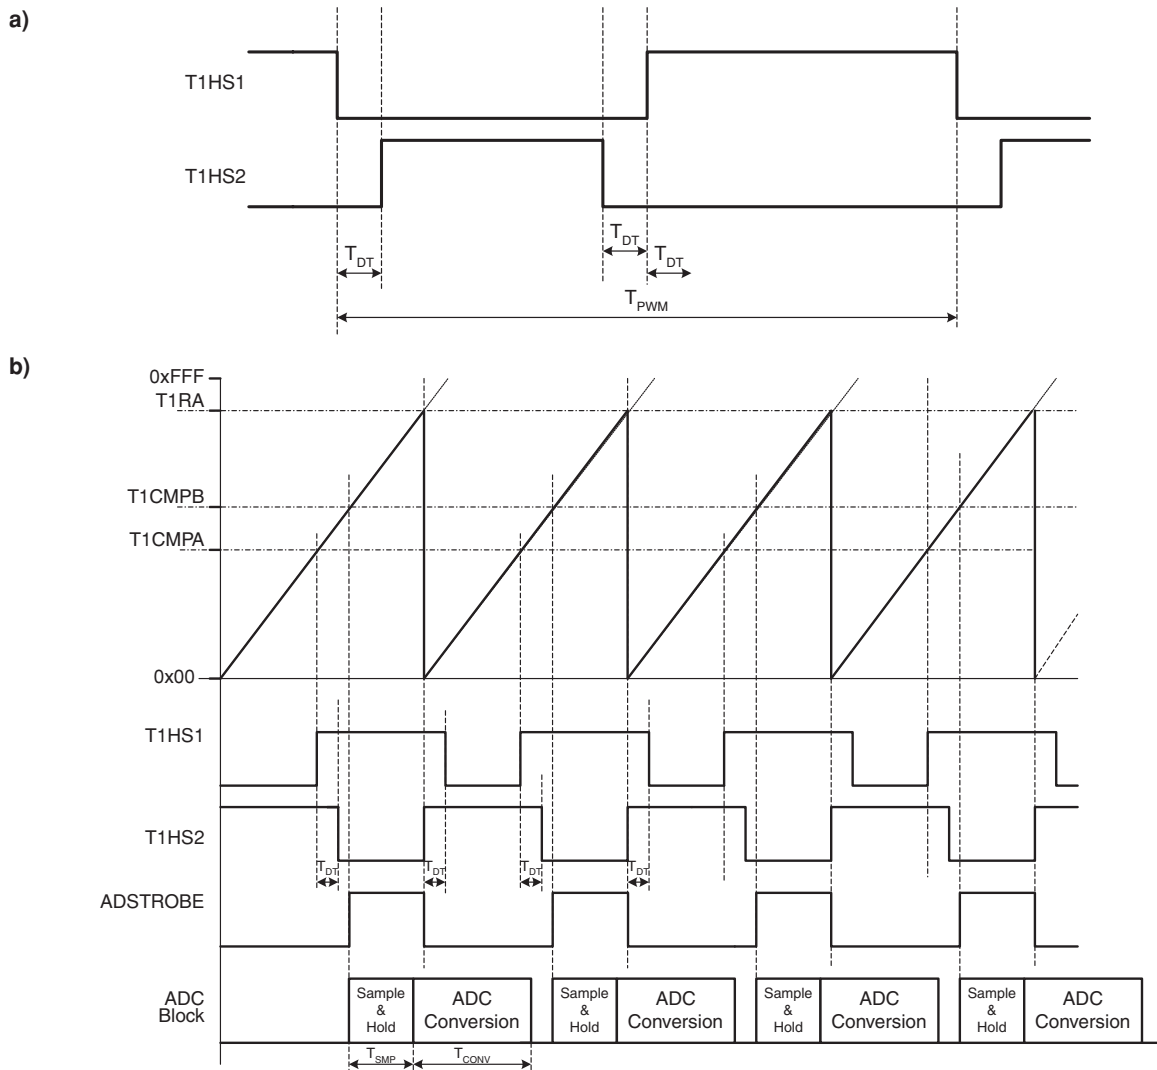 a)
T1HS1
T1HS2
TDT
TDT
TDT
TPWM
b)
0xFFF
T1RA
T1CMPB
T1CMPA
0x00
T1HS1
T1HS2
TDT TDT TDT TDT
ADSTROBE
ADC
Block
Sample
&
Hold
ADC
Conversion
Sample
&
Hold
ADC
Conversion
Sample
&
Hold
ADC
Conversion
Sample
&
Hold
ADC
Conversion
TSMP TCONV